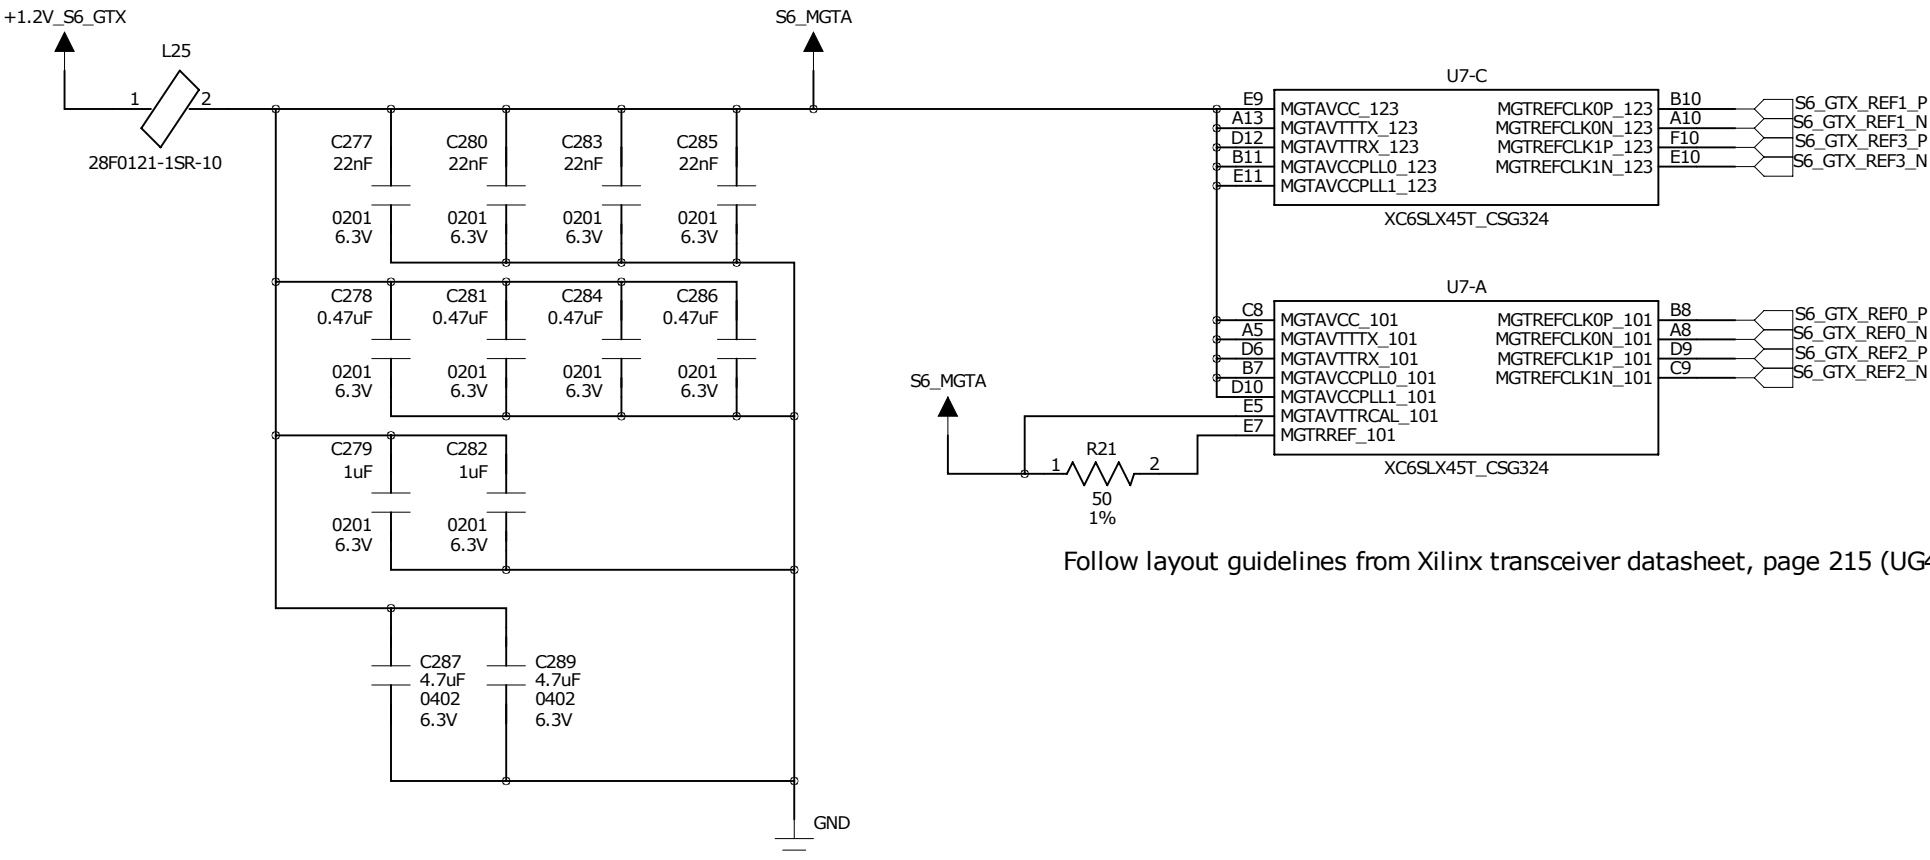 +1.2V_S6_GTX
S6_MGTA
L25
1
2
28F0121-1SR-10
C277
22nF
0201
6.3V
C280
22nF
0201
6.3V
C283
22nF
0201
6.3V
C285
22nF
0201
6.3V
C278
0.47uF
0201
6.3V
C281
0.47uF
0201
6.3V
C284
0.47uF
0201
6.3V
C286
0.47uF
0201
6.3V
C279
1uF
0201
6.3V
C282
1uF
0201
6.3V
C287
4.7uF
0402
6.3V
C289
4.7uF
0402
6.3V
GND
U7-C
E9 MGTAVCC_123 MGTREFCLK0P_123 B10 S6_GTX_REF1_P
A13 MGTAVTTTX_123 MGTREFCLK0N_123 A10 S6_GTX_REF1_N
D12 MGTAVTTRX_123 MGTREFCLK1P_123 F10 S6_GTX_REF3_P
B11 MGTAVCCPLL0_123 MGTREFCLK1N_123 E10 S6_GTX_REF3_N
E11 MGTAVCCPLL1_123
XC6SLX45T_CSG324
U7-A
C8 MGTAVCC_101 MGTREFCLK0P_101 B8 S6_GTX_REF0_P
A5 MGTAVTTTX_101 MGTREFCLK0N_101 A8 S6_GTX_REF0_N
D6 MGTAVTTRX_101 MGTREFCLK1P_101 D9 S6_GTX_REF2_P
B7 MGTAVCCPLL0_101 MGTREFCLK1N_101 C9 S6_GTX_REF2_N
D10 MGTAVCCPLL1_101
E5 MGTAVTTRCAL_101
E7 MGTRREF_101
XC6SLX45T_CSG324
S6_MGTA
R21
1
2
50
1%
Follow layout guidelines from Xilinx transceiver datasheet, page 215 (UG4